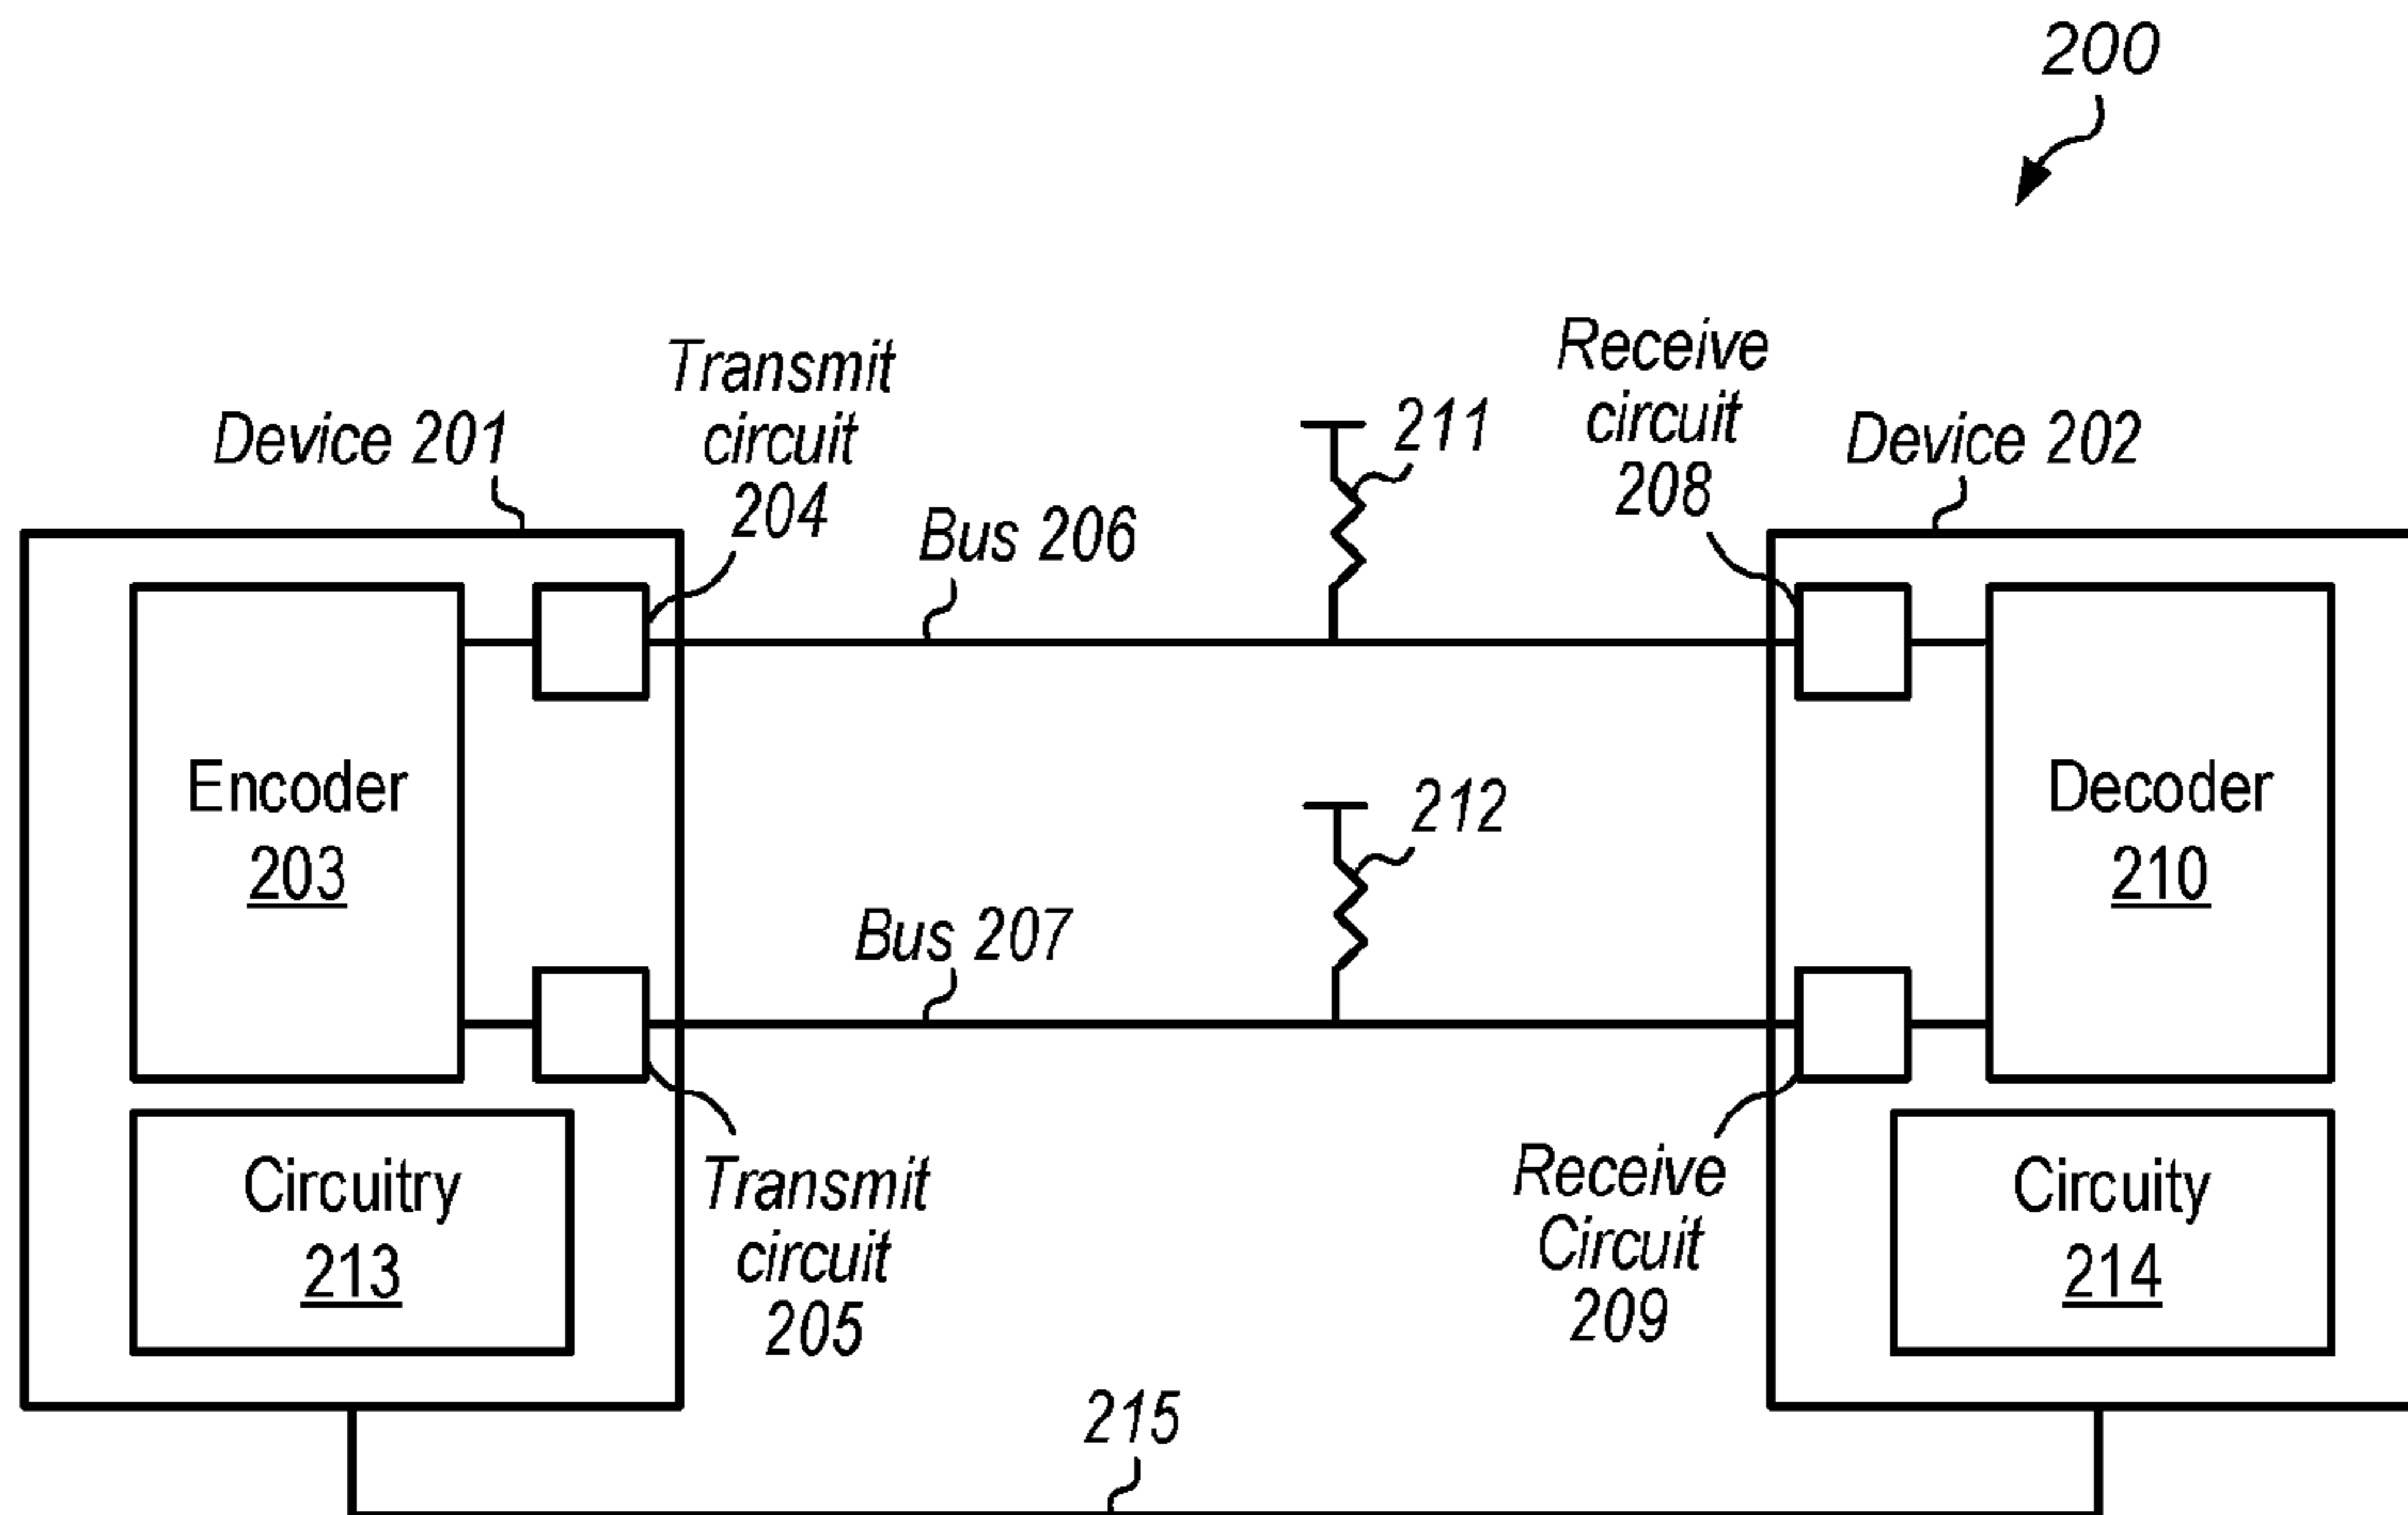 200
Transmit
circuit
204
Receive
circuit
208
Device 201
211
Device 202
Bus 206
Encoder
203
212
Decoder
210
Bus 207
Circuitry
213
Transmit
circuit
205
Receive
Circuit
209
Circuity
214
215